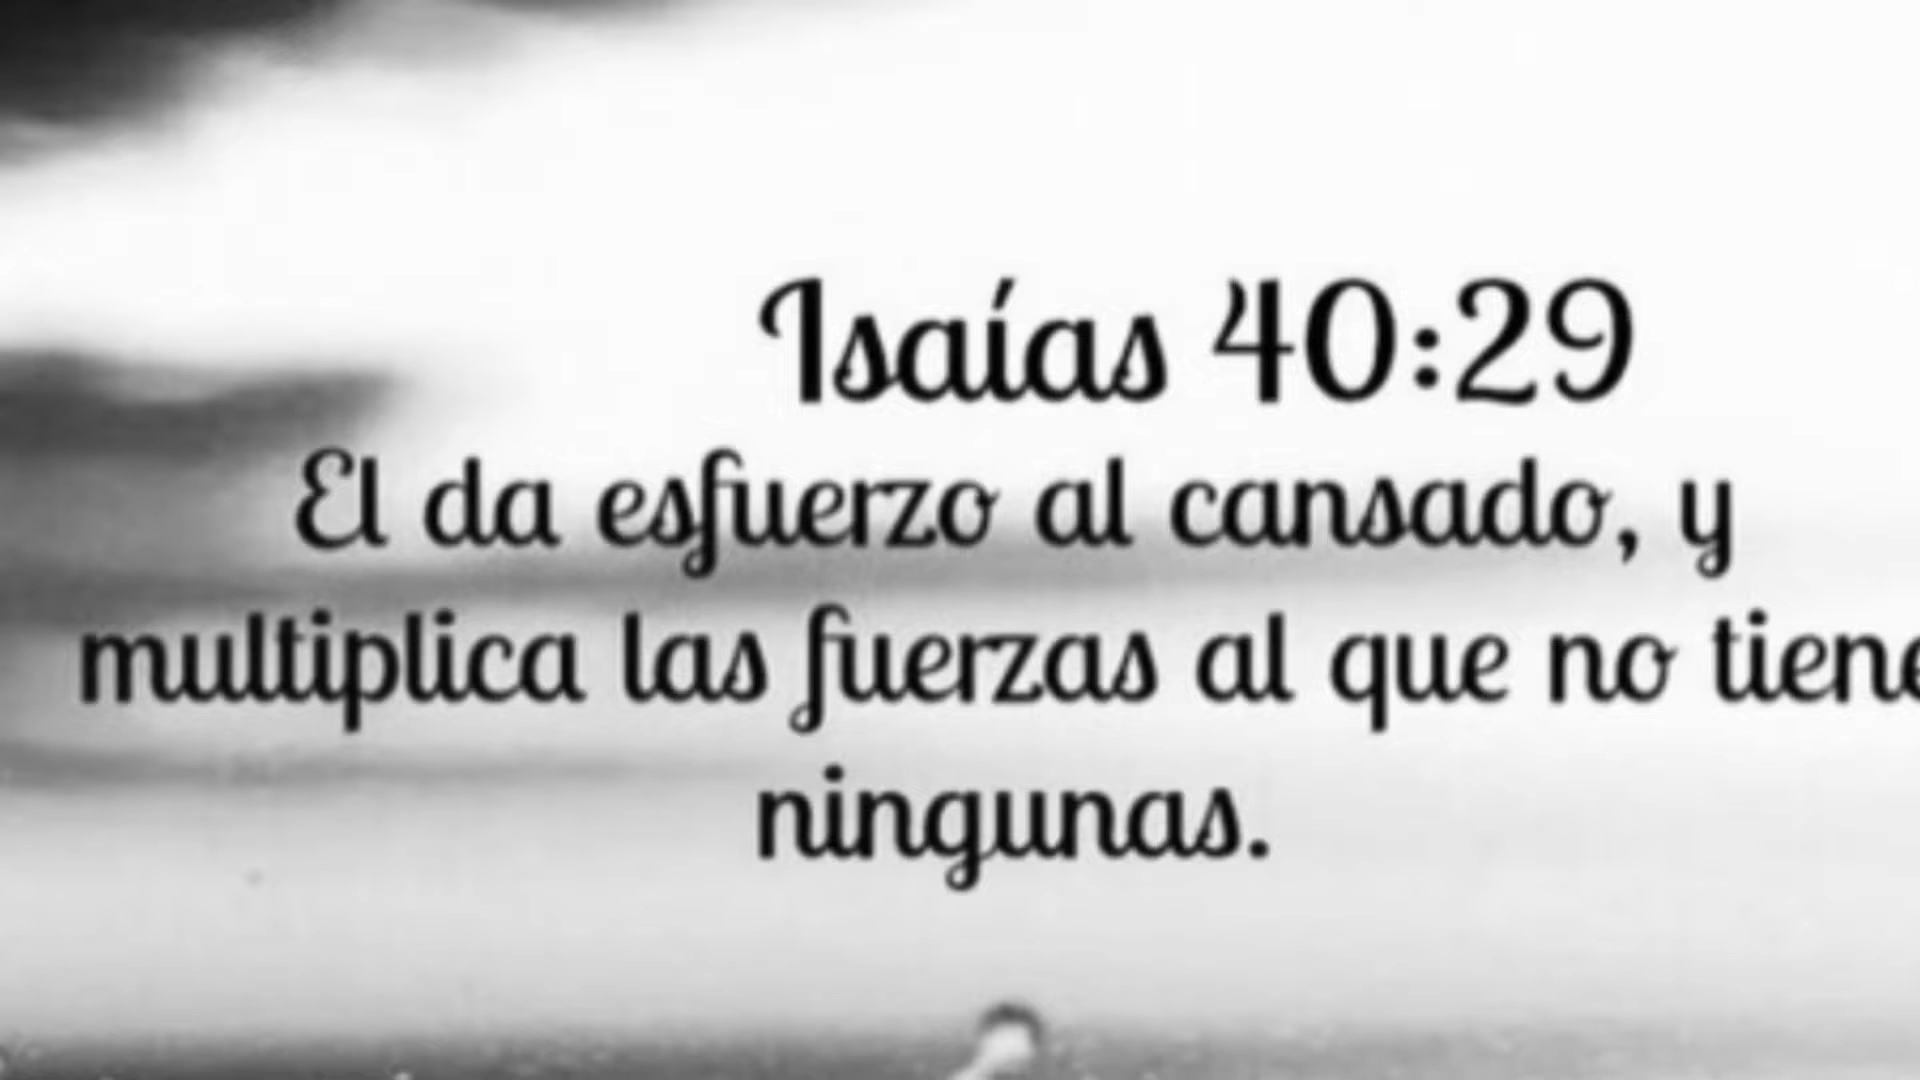 Isaías 40:29
El da esfuerzo al cansado, y
multiplica las fuerzas al que no tiene
ningunas.